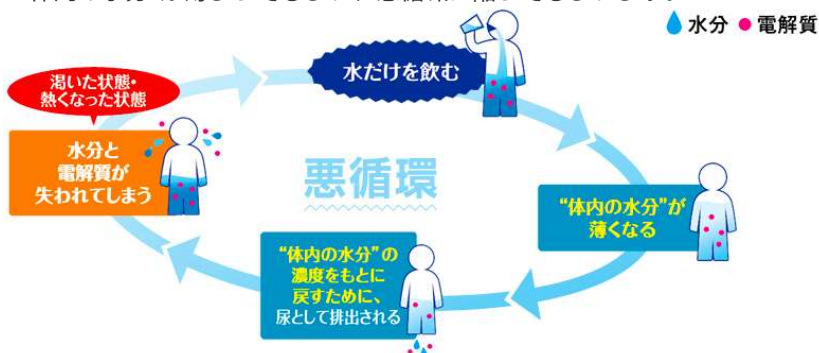 水分 電解質
水だけを飲む
渇いた状態・
熱くなった状態
水分と
電解質が
失われてしまう
悪循環
“体内の水分”が
薄くなる
“体内の水分”の
濃度をもとに
戻すために、
尿として排出される